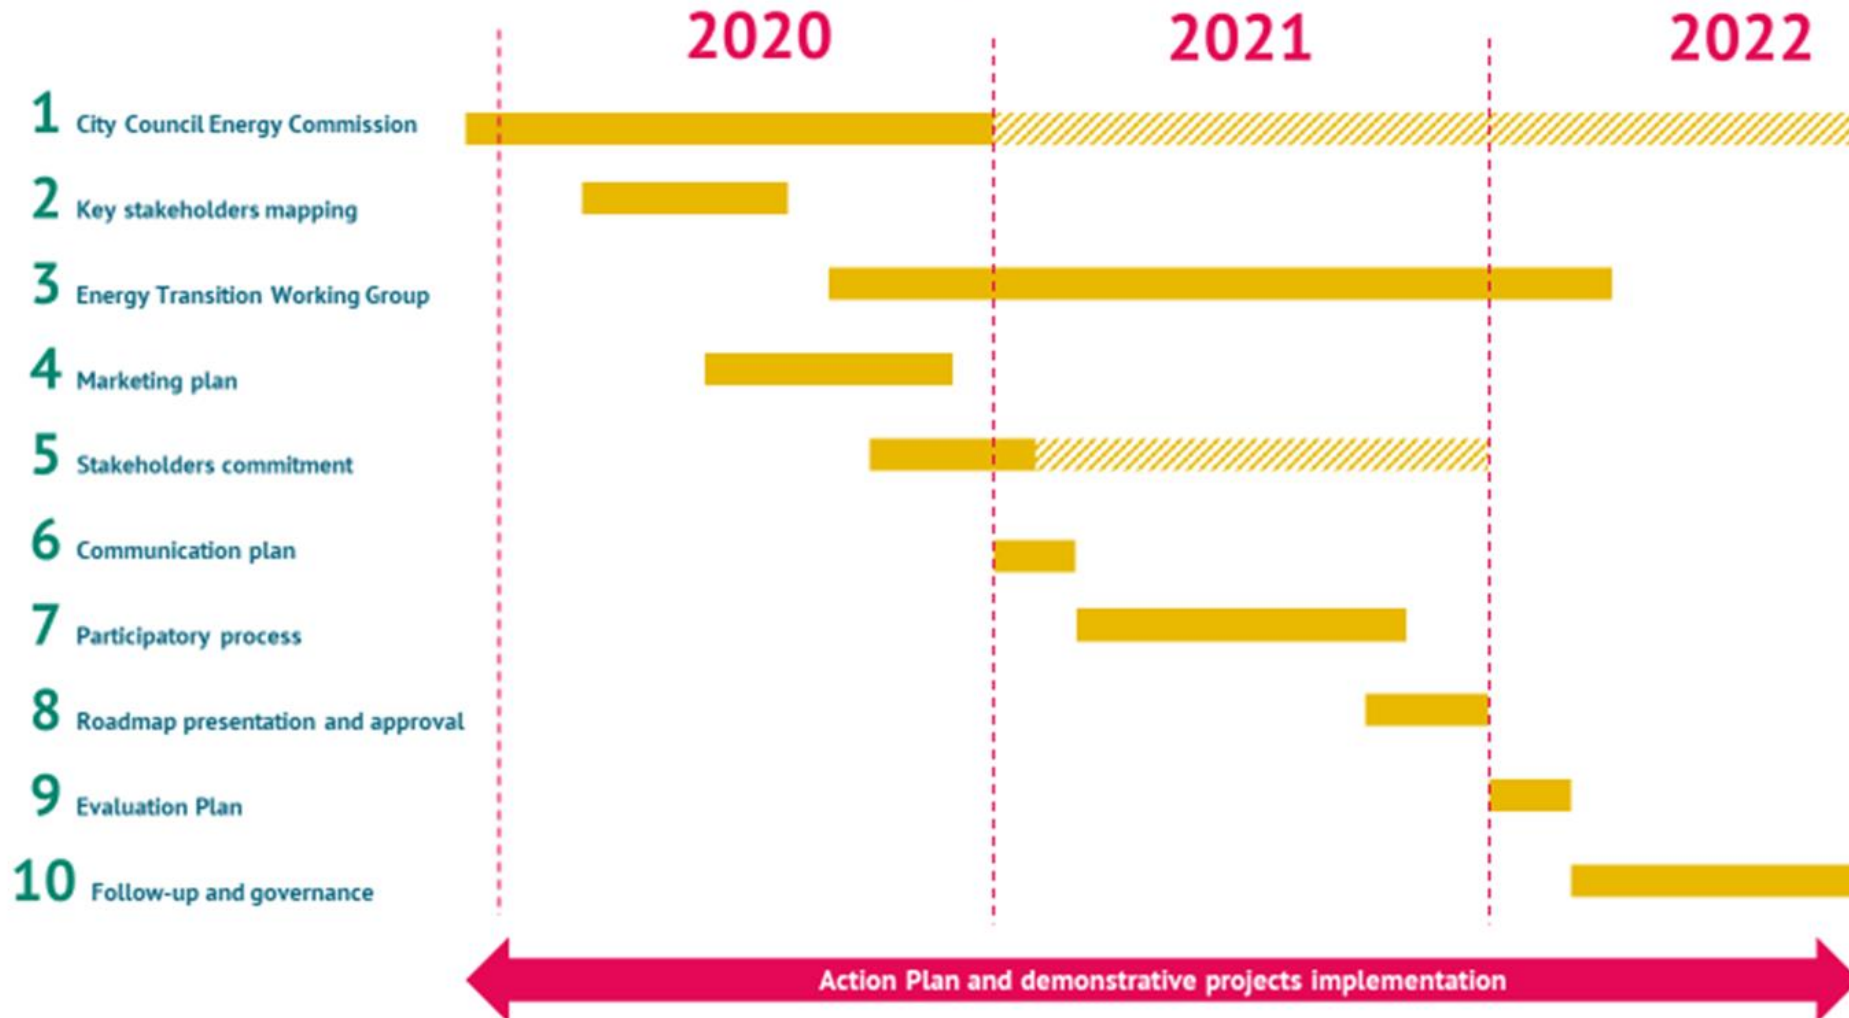 2020 2021 2022
1 City Council Energy Commission
2 Key stakeholders mapping
3 Energy Transition Working Group
4 Marketing plan
5 Stakeholders commitment
6 Communication plan
7 Participatory process
8 Roadmap presentation and approval
9 Evaluation Plan
10 Follow-up and governance
Action Plan and demonstrative projects implementation